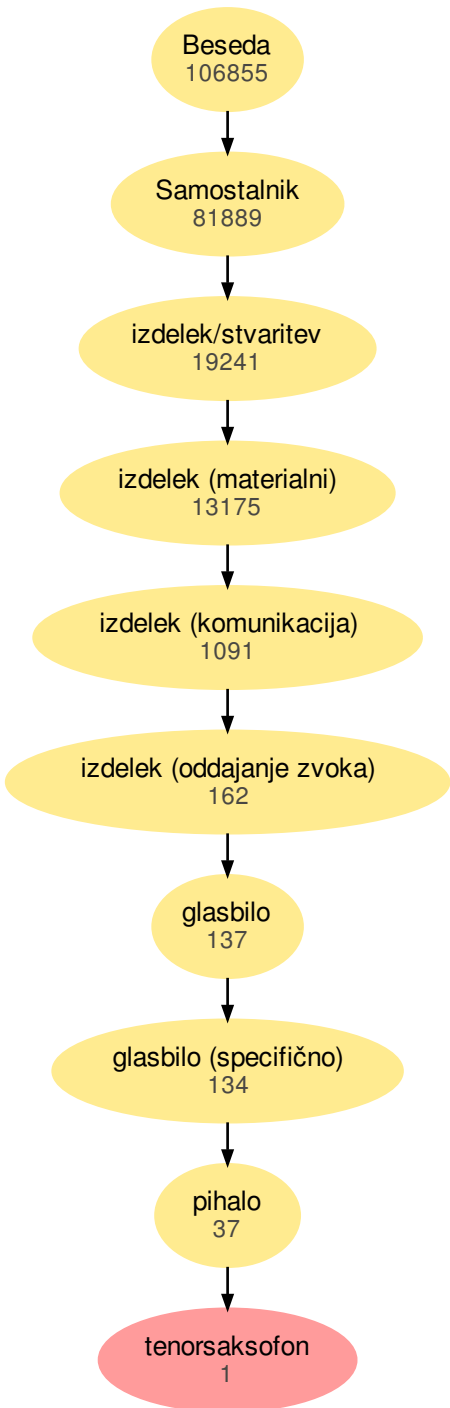 Beseda
106855
Samostalnik
81889
izdelek/stvaritev
19241
izdelek (materialni)
13175
izdelek (komunikacija)
1091
izdelek (oddajanje zvoka)
162
glasbilo
137
glasbilo (specifično)
134
pihalo
37
tenorsaksofon
1